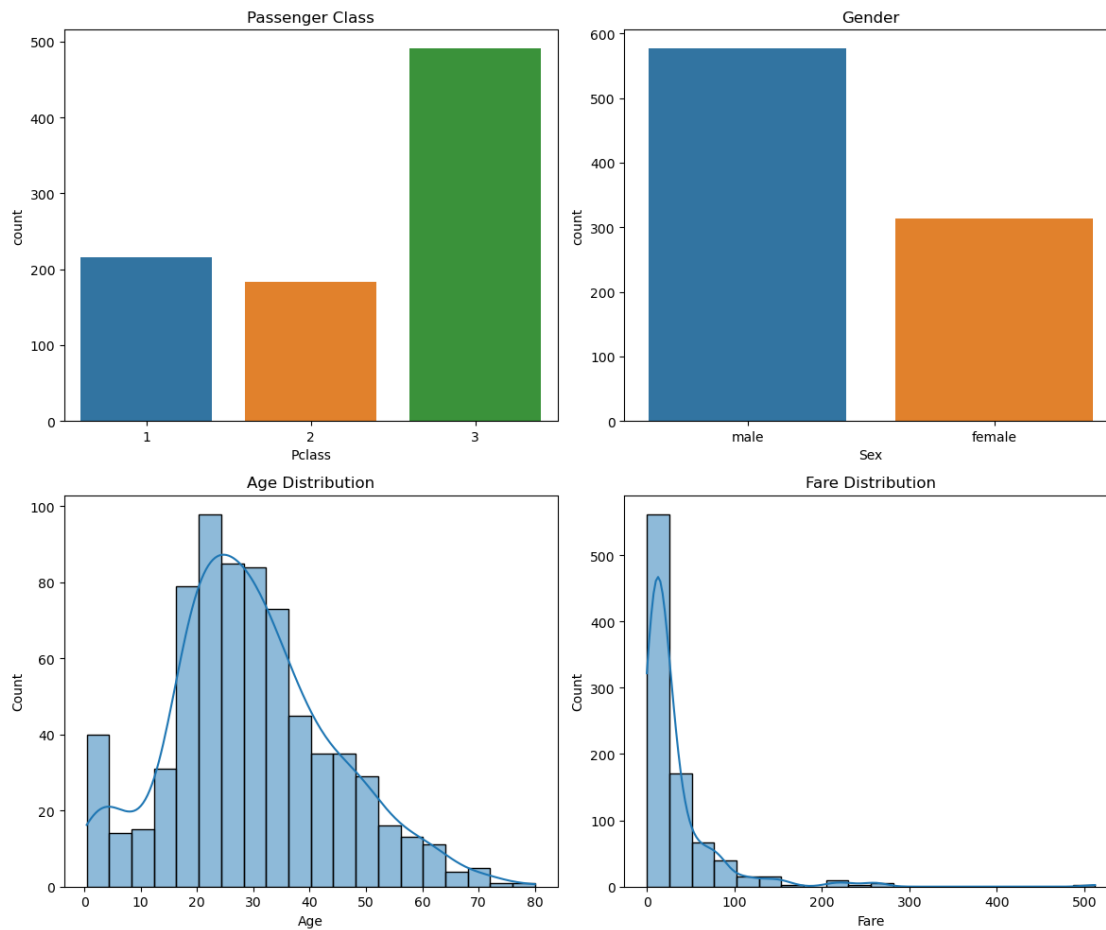 Passenger Class
500
400
300
200
100
0
count
1 2 3
Pclass
Gender
600
500
400
300
200
100
0
count
male female
Sex
Age Distribution
100
80
60
40
20
0
Count
0 10 20 30 40 50 60 70 80
Age
Fare Distribution
500
400
300
200
100
0
Count
0 100 200 300 400 500
Fare